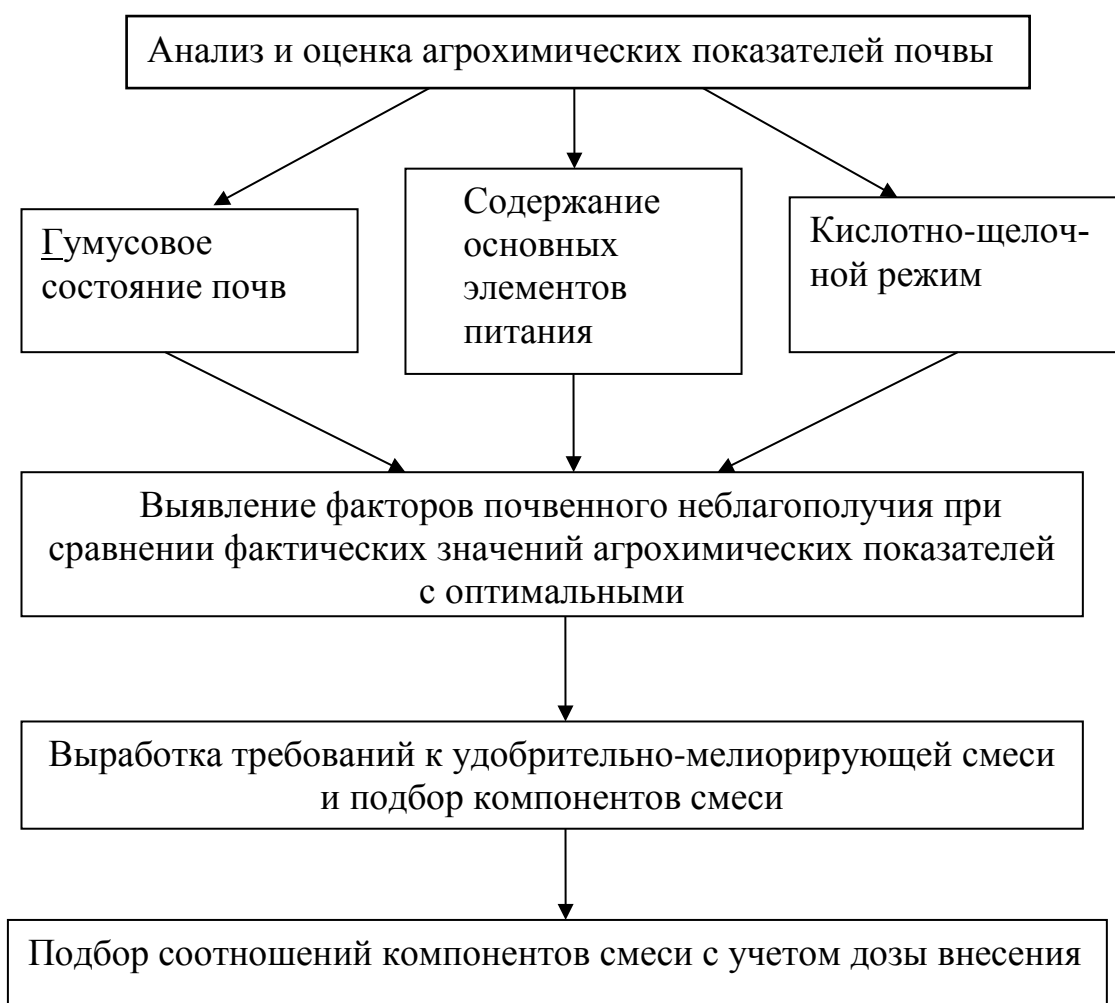 Анализ и оценка агрохимических показателей почвы
Гумусовое
состояние почв
Содержание
основных
элементов
питания
Кислотно-щелоч-
ной режим
Выявление факторов почвенного неблагополучия при
сравнении фактических значений агрохимических показателей
с оптимальными
Выработка требований к удобрительно-мелиорирующей смеси
и подбор компонентов смеси
Подбор соотношений компонентов смеси с учетом дозы внесения